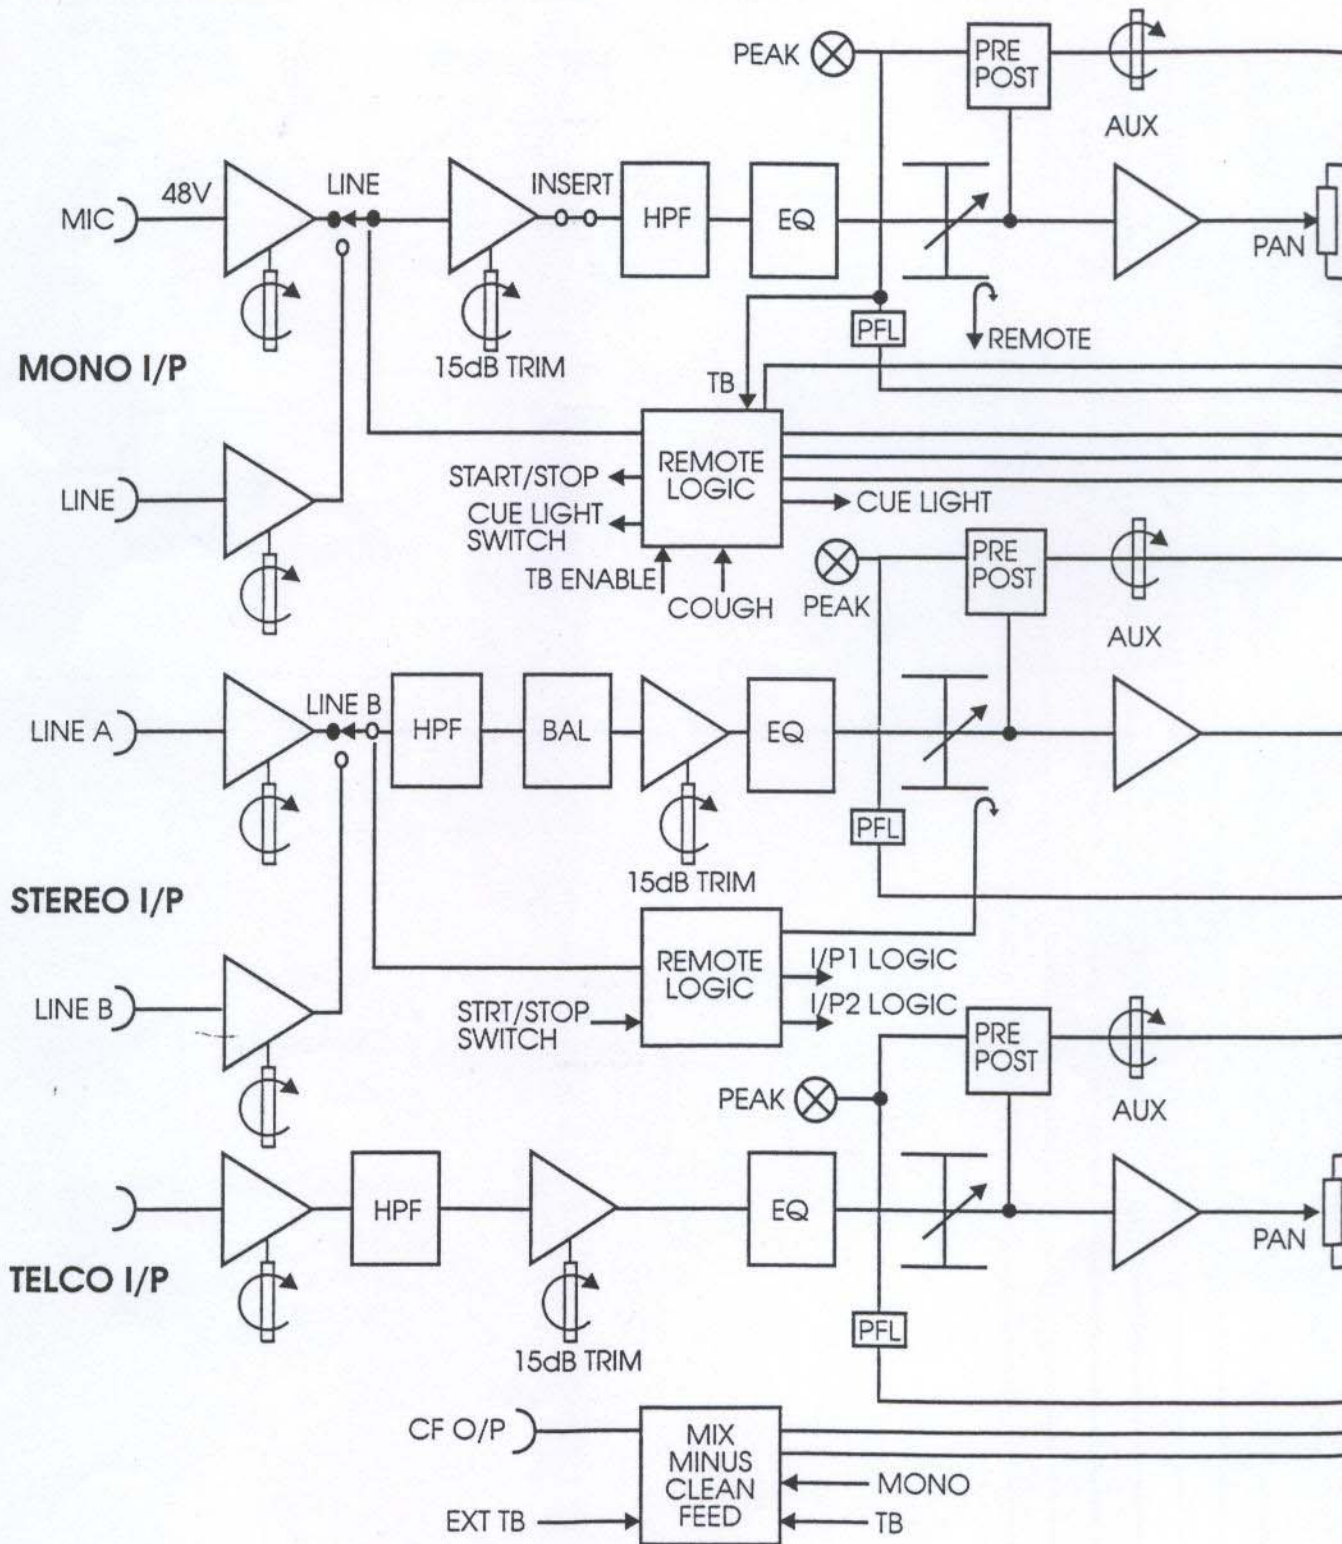 PEAK
PRE
POST
AUX
48V
LINE
INSERT
MIC
HPF
EQ
PAN
15dB TRIM
PFL
REMOTE
MONO I/P
TB
LINE
START/STOP
CUE LIGHT
SWITCH
REMOTE
LOGIC
CUE LIGHT
TB ENABLE
COUGH
PEAK
PRE
POST
AUX
LINE A
LINE B
HPF
BAL
EQ
15dB TRIM
PFL
STEREO I/P
LINE B
STRT/STOP
SWITCH
REMOTE
LOGIC
I/P1 LOGIC
I/P2 LOGIC
PEAK
PRE
POST
AUX
HPF
EQ
PAN
TELCO I/P
15dB TRIM
PFL
CF O/P
EXT TB
MIX
MINUS
CLEAN
FEED
MONO
TB